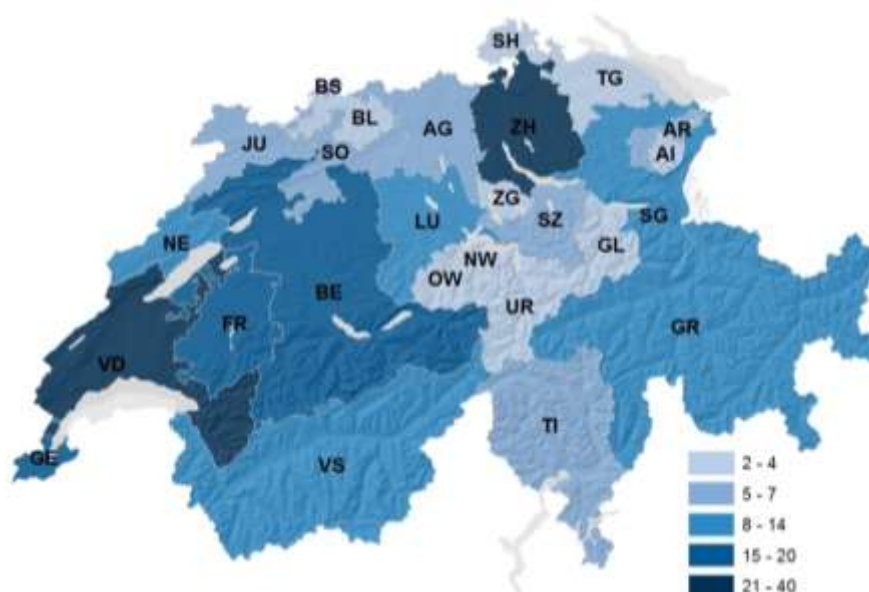 SH
TG
BS
BL
AG
ZH
AR
AI
JU
SO
ZG
LU
SZ
SG
NE
NW
GL
OW
BE
UR
FR
GR
VD
TI
GE
VS
2 - 4
5 - 7
8 - 14
15 - 20
21 - 40